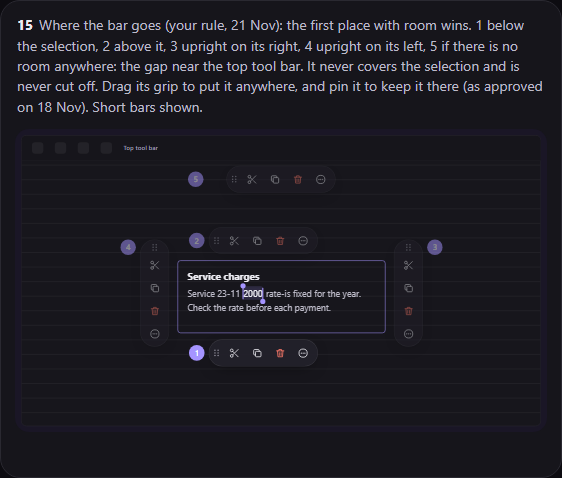 15 Where the bar goes (your rule, 21 Nov): the first place with room wins. 1 below
the selection, 2 above it, 3 upright on its right, 4 upright on its left, 5 if there is no
room anywhere: the gap near the top tool bar. It never covers the selection and is
never cut off. Drag its grip to put it anywhere, and pin it to keep it there (as approved
on 18 Nov). Short bars shown.
Top tool bar
5
2
4
3
Service charges
Service 23-11 2000 rate-is fixed for the year.
Check the rate before each payment.
1